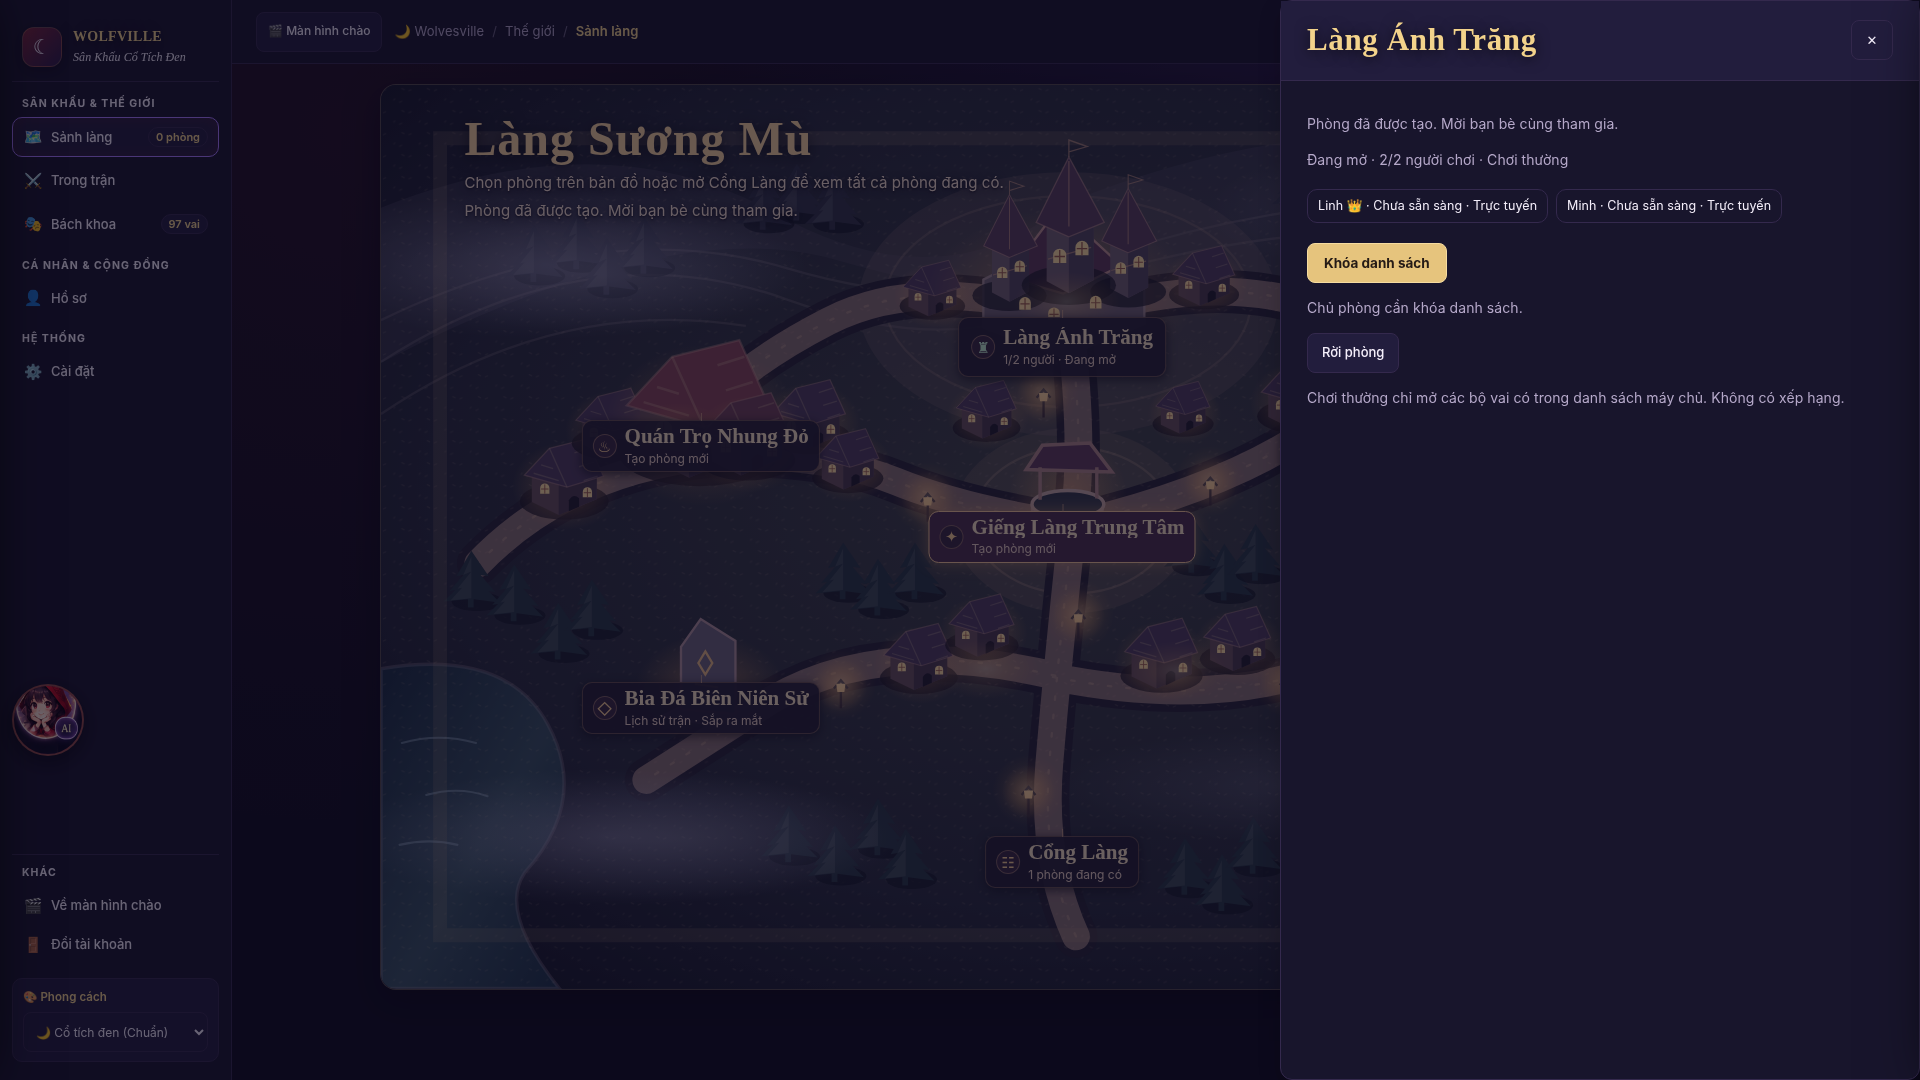 WOLFVILLE
Sân Khấu Cổ Tích Đen
SÂN KHẤU & THẾ GIỚI
Sảnh làng
0 phòng
Trong trận
Bách khoa
97 vai
CÁ NHÂN & CỘNG ĐỒNG
Hồ sơ
HỆ THỐNG
Cài đặt
AI
KHÁC
Về màn hình chào
Đổi tài khoản
Phong cách
Cổ tích đen (Chuẩn)
Màn hình chào
Wolvesville / Thế giới / Sảnh làng
Làng Sương Mù
Chọn phòng trên bản đồ hoặc mở Cổng Làng để xem tất cả phòng đang có.
Phòng đã được tạo. Mời bạn bè cùng tham gia.
Làng Ánh Trăng
1/2 người · Đang mở
Quán Trọ Nhung Đỏ
Tạo phòng mới
Giếng Làng Trung Tâm
Tạo phòng mới
Bia Đá Biên Niên Sử
Lịch sử trận · Sắp ra mắt
Cổng Làng
1 phòng đang có
Làng Ánh Trăng
×
Phòng đã được tạo. Mời bạn bè cùng tham gia.
Đang mở · 2/2 người chơi · Chơi thường
Linh 👑 · Chưa sẵn sàng · Trực tuyến
Minh · Chưa sẵn sàng · Trực tuyến
Khóa danh sách
Chủ phòng cần khóa danh sách.
Rời phòng
Chơi thường chỉ mở các bộ vai có trong danh sách máy chủ. Không có xếp hạng.